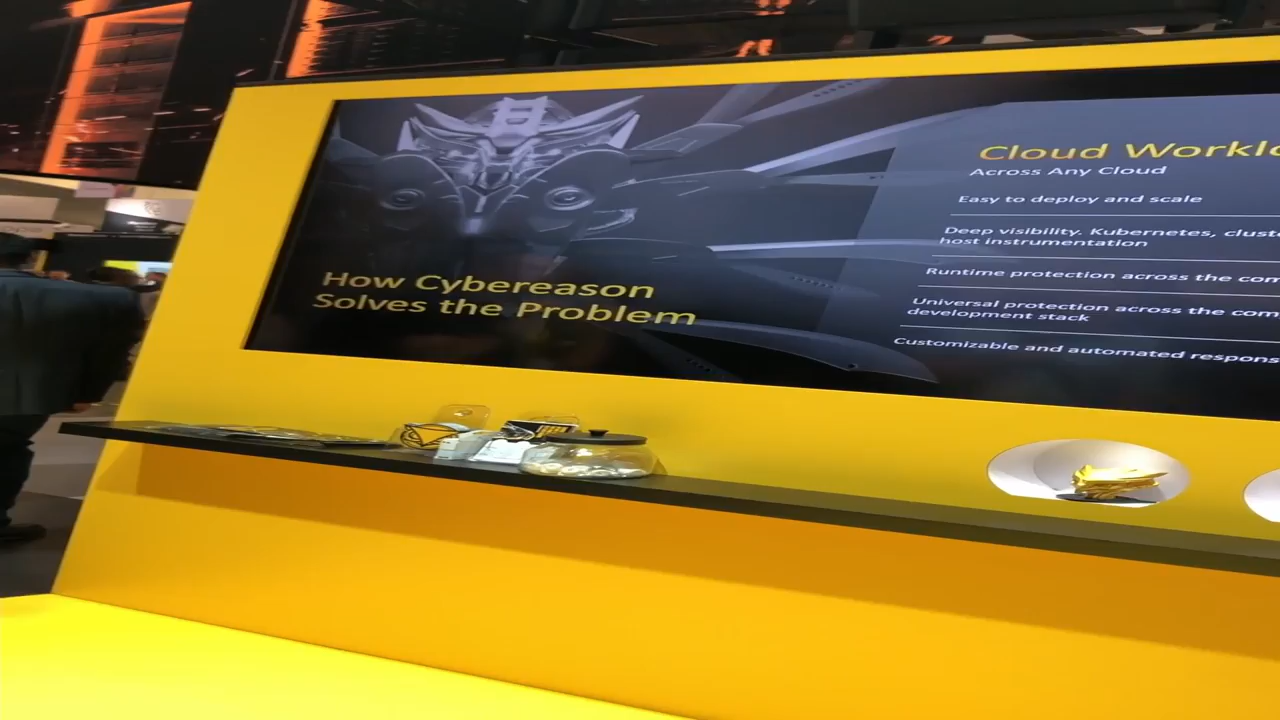 How Cybereason
Solves the Problem
Cloud
Across Any Cloud
Easy to deploy and scale
Deep visibility. Kubernetes,
host instrumentation
Runtime protection across the
Universal protection across the
development stack
Customizable and automated